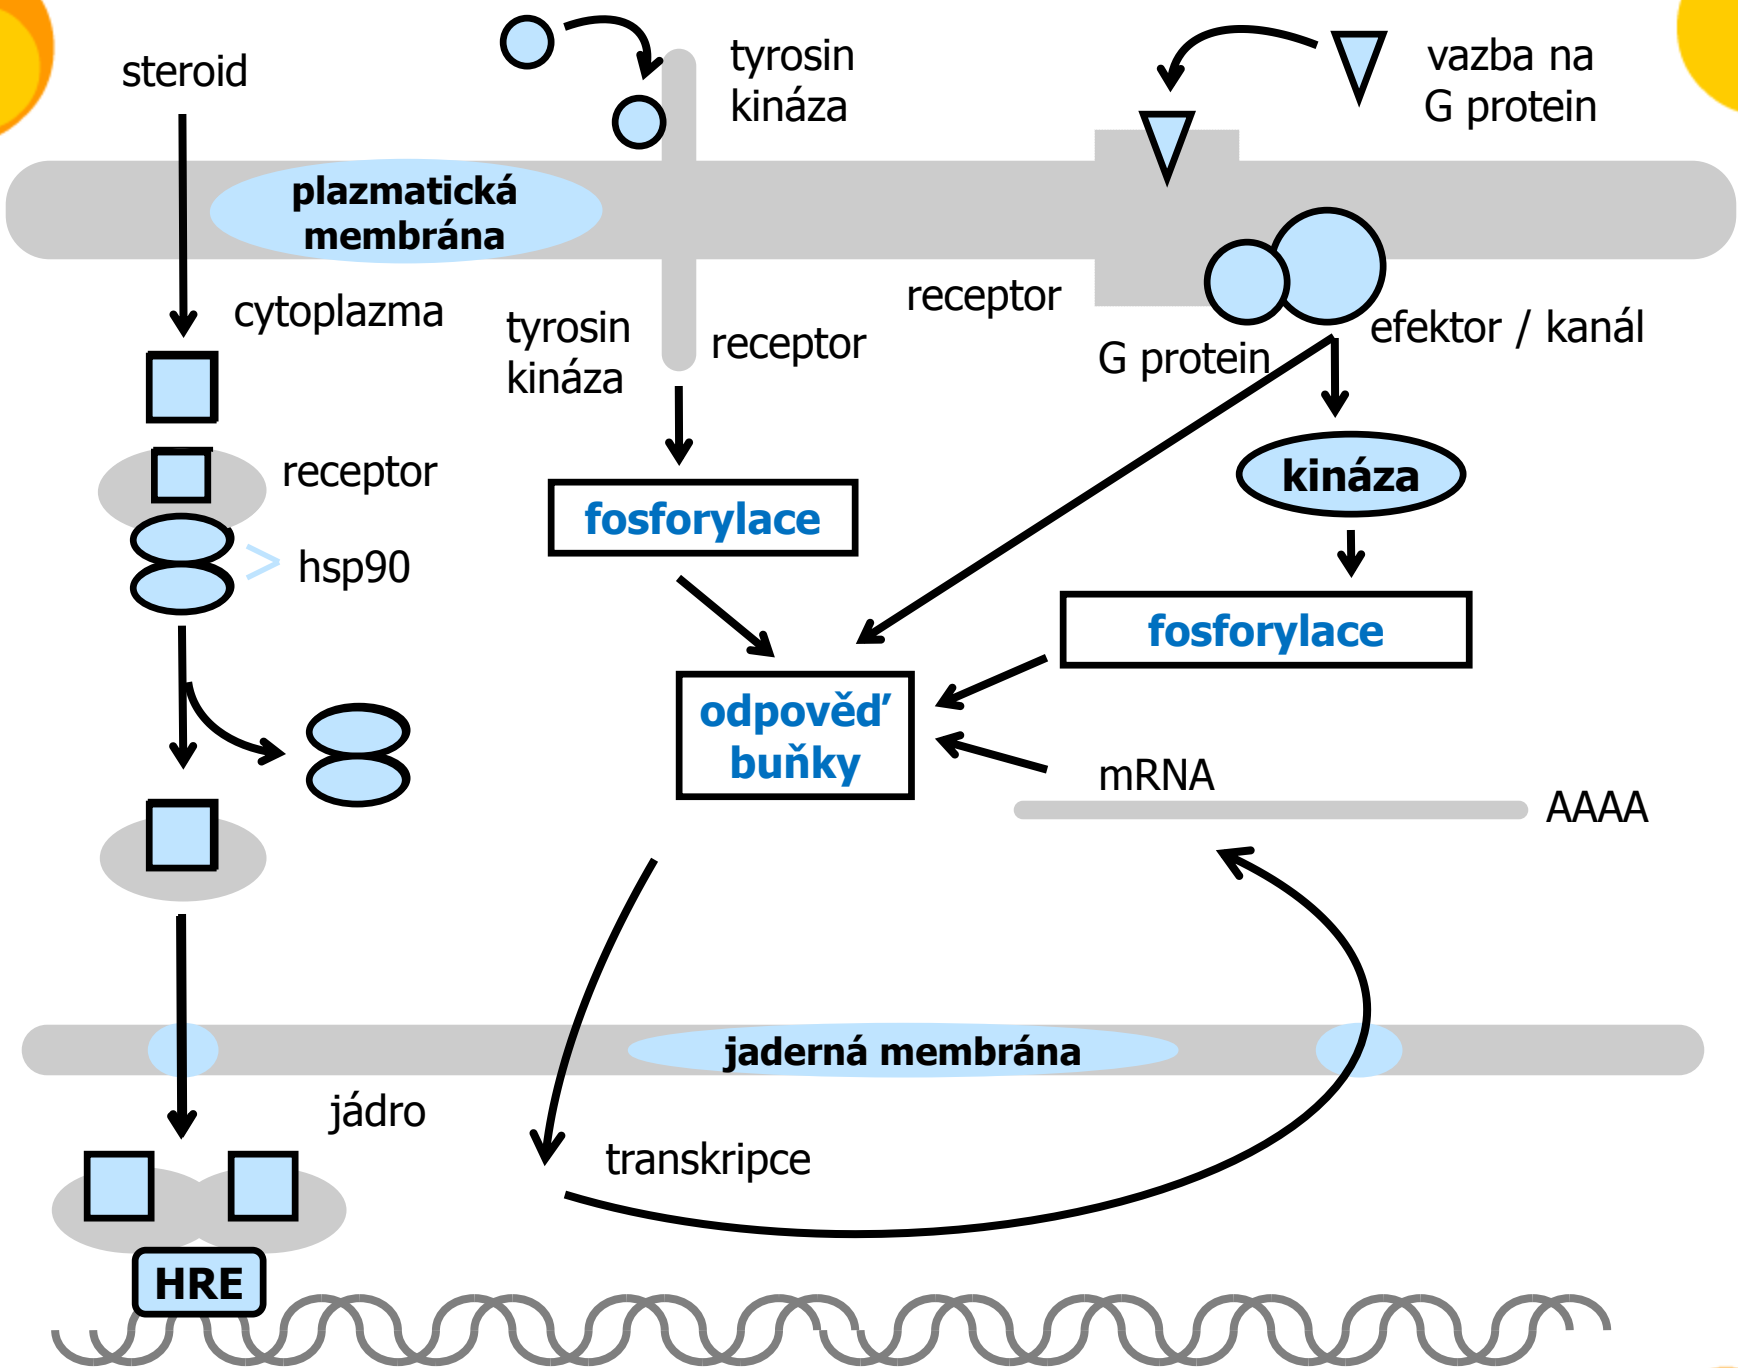 steroid
tyrosin
kináza
vazba na
G protein
plazmatická
membrána
cytoplazma
tyrosin
kináza
receptor
receptor
G protein
efektor / kanál
receptor
hsp90
kináza
fosforylace
fosforylace
odpověď
buňky
mRNA
AAAA
jaderná membrána
jádro
transkripce
HRE